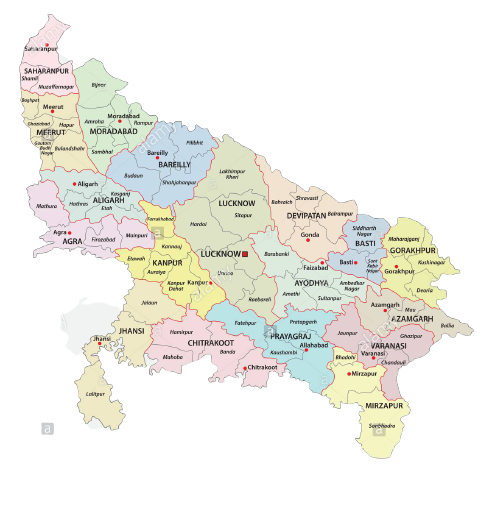 Saharanpur
SAHARANPUR
Shamli
Muzaffarnagar
Bijnor
Baghpat
Meerut
Ghaziabad
Hapur
MEERUT
Gautam
Bulandshahr
Moradabad
Amroha
Rampur
MORADABAD
Sambhal
Bareilly
Pilibhit
BAREILLY
Budaun
Shahjahanpur
Aligarh
Kasganj
Hathras
Etah
ALIGARH
Mathura
Agra
AGRA
Firozabad
Mainpuri
Farrukhabad
Kannauj
Etawah
KANPUR
Auraiya
Kanpur
Dehat
Kanpur
Lakhimpur
Kheri
LUCKNOW
Sitapur
Hardoi
LUCKNOW
Unnao
Raebareli
Bahraich
Shravasti
DEVIPATAN
Balrampur
Gonda
Barabanki
Faizabad
AYODHYA
Ambedkar
Nagar
Amethi
Sultanpur
Siddharth
Nagar
BASTI
Basti
Sant
Kabir
Nagar
Maharajganj
GORAKHPUR
Kushinagar
Gorakhpur
Deoria
Azamgarh
Mau
AZAMGARH
Ballia
Jalaun
JHANSI
Jhansi
Lalitpur
Hamirpur
CHITRAKOOT
Mahoba
Banda
Chitrakoot
Fatehpur
Pratapgarh
PRAYAGRAJ
Kaushambi
Allahabad
Jaunpur
Ghazipur
VARANASI
Varanasi
Bhadohi
Chandauli
Mirzapur
MIRZAPUR
Sonbhadra
a
a